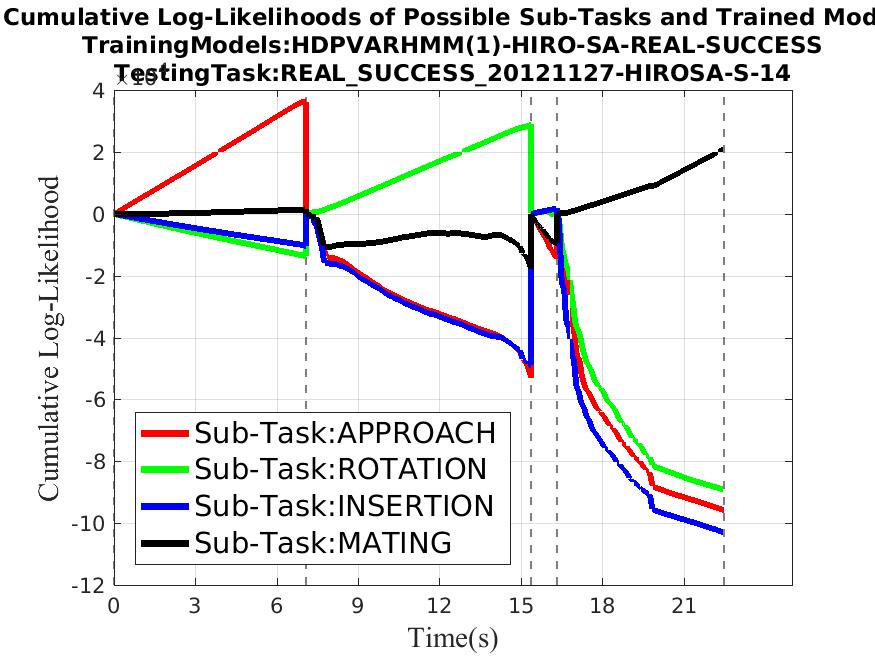 Cumulative Log-Likelihoods of Possible Sub-Tasks and Trained Mod
TrainingModels:HDPVARHMM(1)-HIRO-SA-REAL-SUCCESS
TestingTask:REAL_SUCCESS_20121127-HIROSA-S-14
4
2
0
-2
-4
-6
-8
-10
-12
Cumulative Log-Likelihood
Sub-Task:APPROACH
Sub-Task:ROTATION
Sub-Task:INSERTION
Sub-Task:MATING
0 3 6 9 12 15 18 21
Time(s)